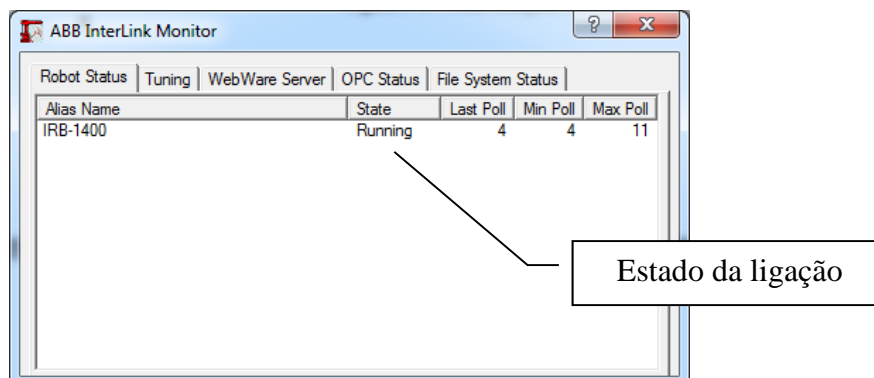 ABB InterLink Monitor
Robot Status Tuning WebWare Server OPC Status File System Status
Alias Name State Last Poll Min Poll Max Poll
IRB-1400 Running 4 4 11
Estado da ligação